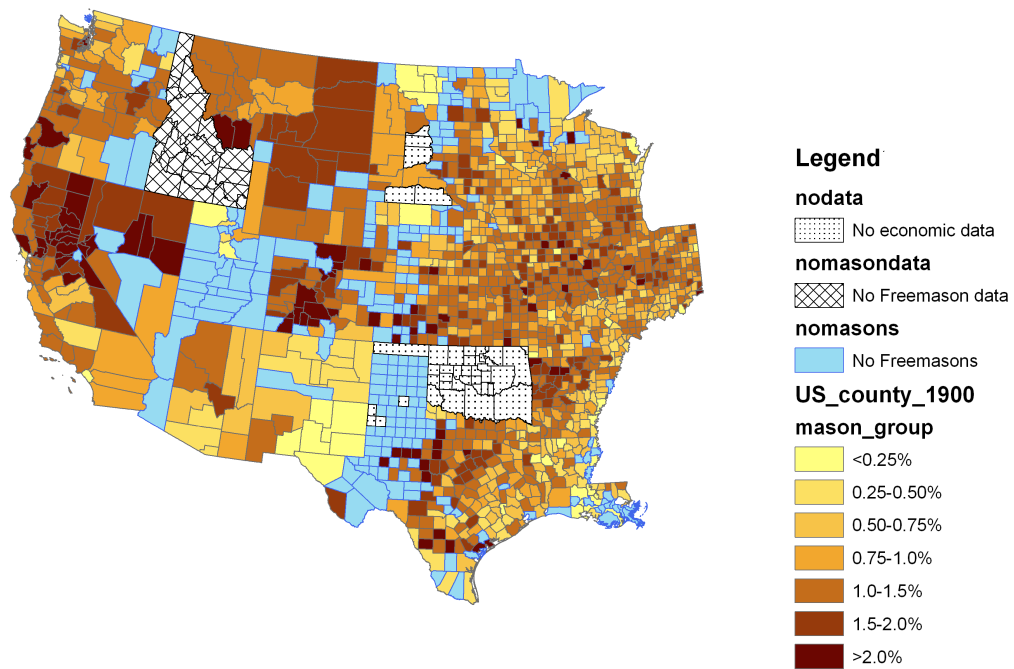 Legend
nodata
No economic data
nomasondata
No Freemason data
nomasons
No Freemasons
US_county_1900
mason_group
<0.25%
0.25-0.50%
0.50-0.75%
0.75-1.0%
1.0-1.5%
1.5-2.0%
>2.0%